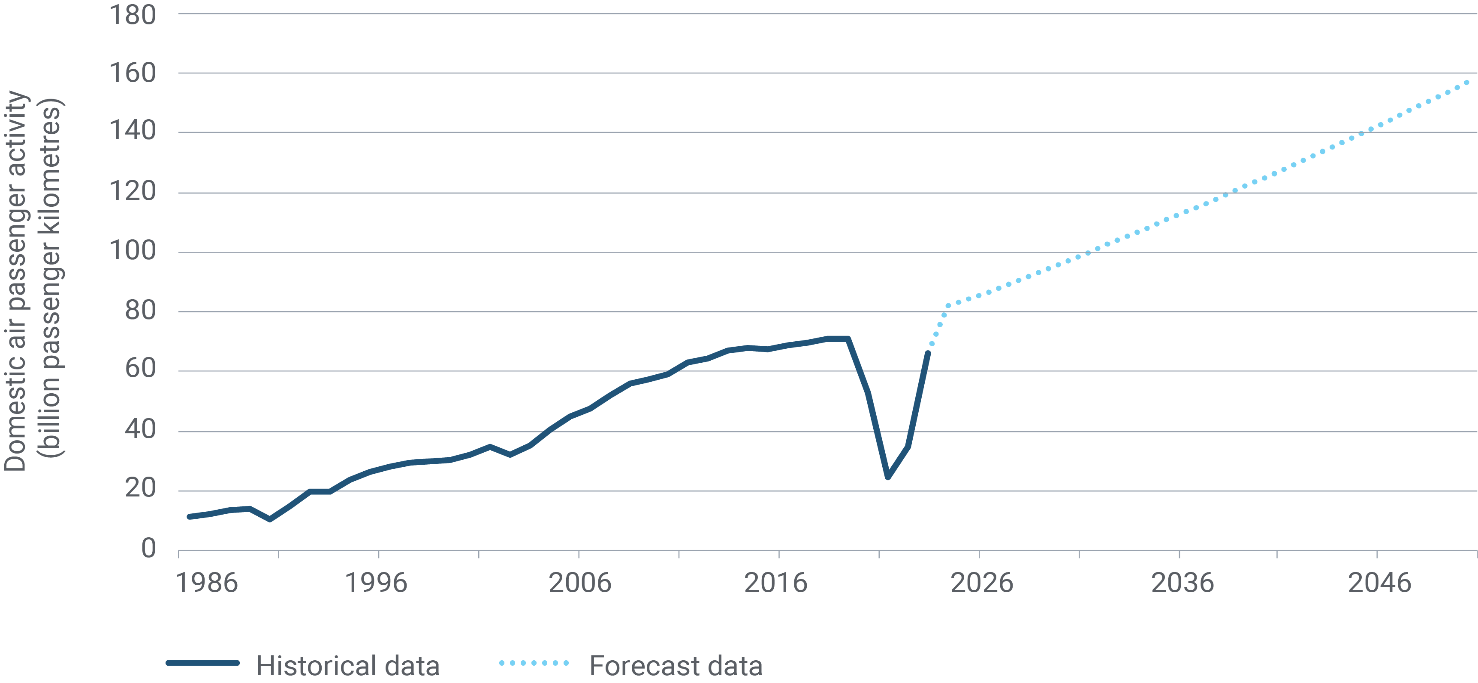 Domestic air passenger activity
(billion passenger kilometres)
180
160
140
120
100
80
60
40
20
0
1986 1996 2006 2016 2026 2036 2046
Historical data Forecast data